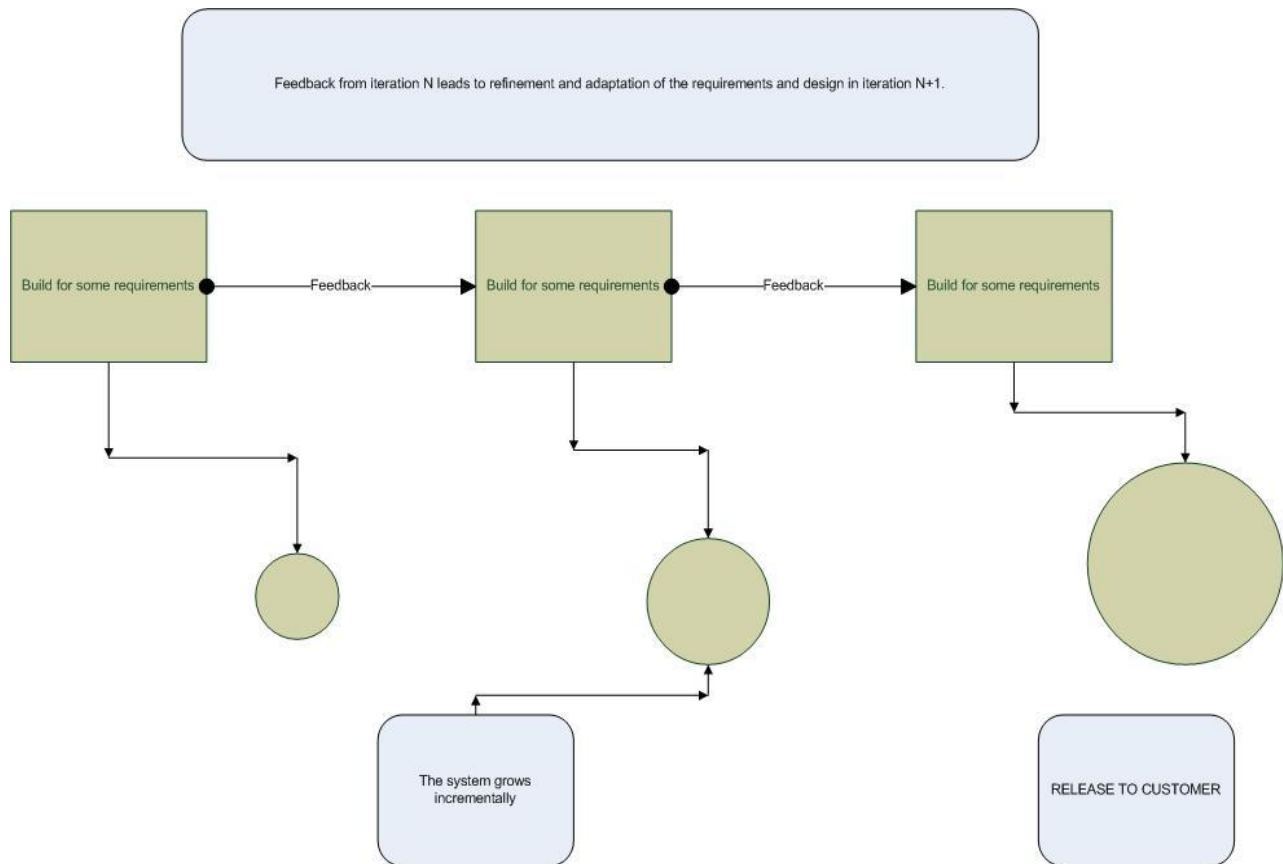 Feedback from iteration N leads to refinement and adaptation of the requirements and design in iteration N+1.
Build for some requirements
Feedback
Build for some requirements
Feedback
Build for some requirements
The system grows
incrementally
RELEASE TO CUSTOMER